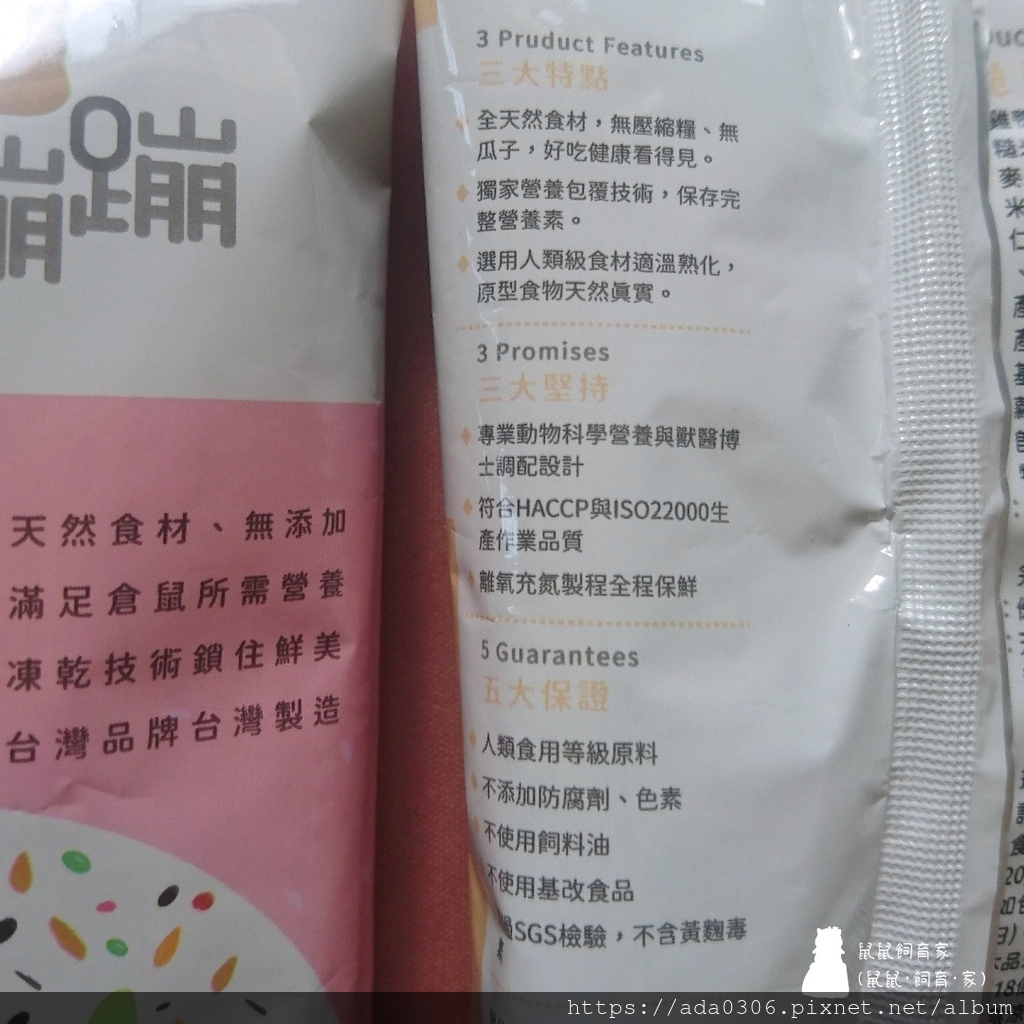 蹦蹦
天然食材、無添加
滿足倉鼠所需營養
凍乾技術鎖住鮮美
台灣品牌台灣製造
3 Pruduct Features
三大特點
全天然食材，無壓縮糧、無
瓜子，好吃健康看得見。
獨家營養包覆技術，保存完
整營養素。
選用人類級食材適溫熟化，
原型食物天然真實。
3 Promises
三大堅持
專業動物科學營養與獸醫博
士調配設計
符合HACCP與ISO22000生
產作業品質
離氧充氮製程全程保鮮
5 Guarantees
五大保證
人類食用等級原料
不添加防腐劑、色素
不使用飼料油
不使用基改食品
SGS檢驗，不含黃麴毒
素
麥
米
仁
產
產
基
食
鼠鼠飼育家
(鼠鼠·飼育·家)
https://ada0306.pixnet.net/album